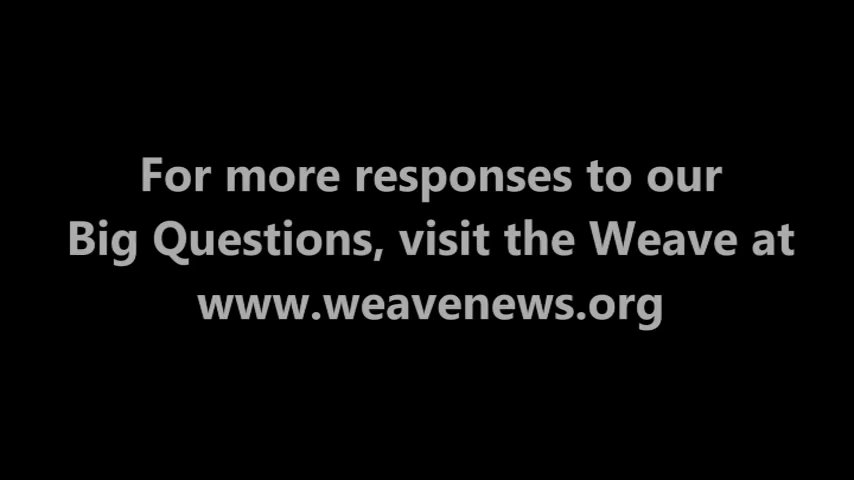 For more responses to our
Big Questions, visit the Weave at
www.weavenews.org